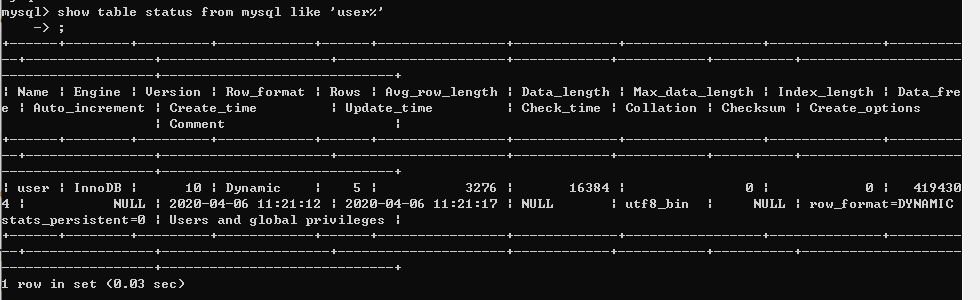 mysql> show table status from mysql like 'user%'
    -> ;
+------+--------+---------+------------+------+----------------+-------------+-----------------+--------------+---------
--+----------------+---------------------+---------------------+------------+-----------+----------+--------------------
-------------------+-----------------------------+
| Name | Engine | Version | Row_format | Rows | Avg_row_length | Data_length | Max_data_length | Index_length | Data_fre
e | Auto_increment | Create_time         | Update_time         | Check_time | Collation | Checksum | Create_options
                   | Comment                     |
+------+--------+---------+------------+------+----------------+-------------+-----------------+--------------+---------
--+----------------+---------------------+---------------------+------------+-----------+----------+--------------------
-------------------+-----------------------------+
| user | InnoDB |      10 | Dynamic    |    5 |           3276 |       16384 |               0 |            0 |   419430
4 |           NULL | 2020-04-06 11:21:12 | 2020-04-06 11:21:17 | NULL       | utf8_bin  |     NULL | row_format=DYNAMIC
stats_persistent=0 | Users and global privileges |
+------+--------+---------+------------+------+----------------+-------------+-----------------+--------------+---------
--+----------------+---------------------+---------------------+------------+-----------+----------+--------------------
-------------------+-----------------------------+
1 row in set (0.03 sec)